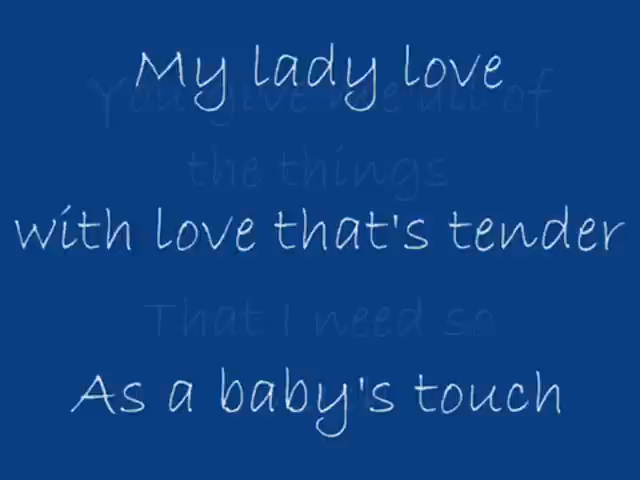 My lady love
You give me all of
the things
with love that's tender
That I need so
As a baby's touch